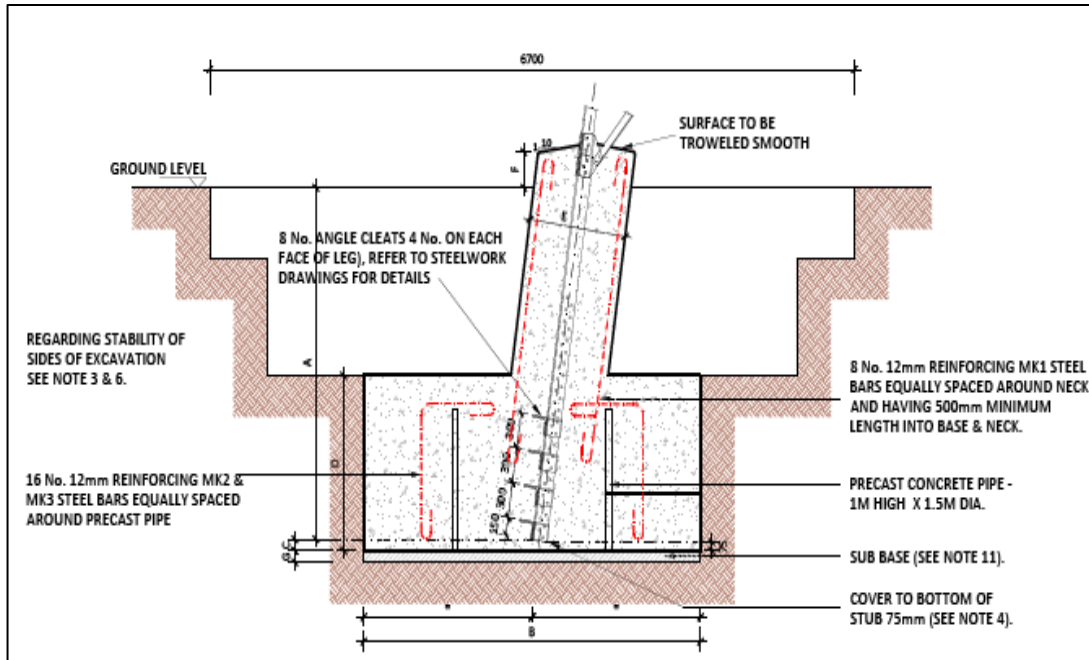 6700
SURFACE TO BE
TROWELED SMOOTH
1 10
F
GROUND LEVEL
8 No. ANGLE CLEATS 4 No. ON EACH
FACE OF LEG), REFER TO STEELWORK
DRAWINGS FOR DETAILS
REGARDING STABILITY OF
SIDES OF EXCAVATION
SEE NOTE 3 & 6.
A
8 No. 12mm REINFORCING MK1 STEEL
BARS EQUALLY SPACED AROUND NECK
AND HAVING 500mm MINIMUM
LENGTH INTO BASE & NECK.
300
300
300
150
D
16 No. 12mm REINFORCING MK2 &
MK3 STEEL BARS EQUALLY SPACED
AROUND PRECAST PIPE
PRECAST CONCRETE PIPE -
1M HIGH X 1.5M DIA.
C
G
SUB BASE (SEE NOTE 11).
COVER TO BOTTOM OF
STUB 75mm (SEE NOTE 4).
B